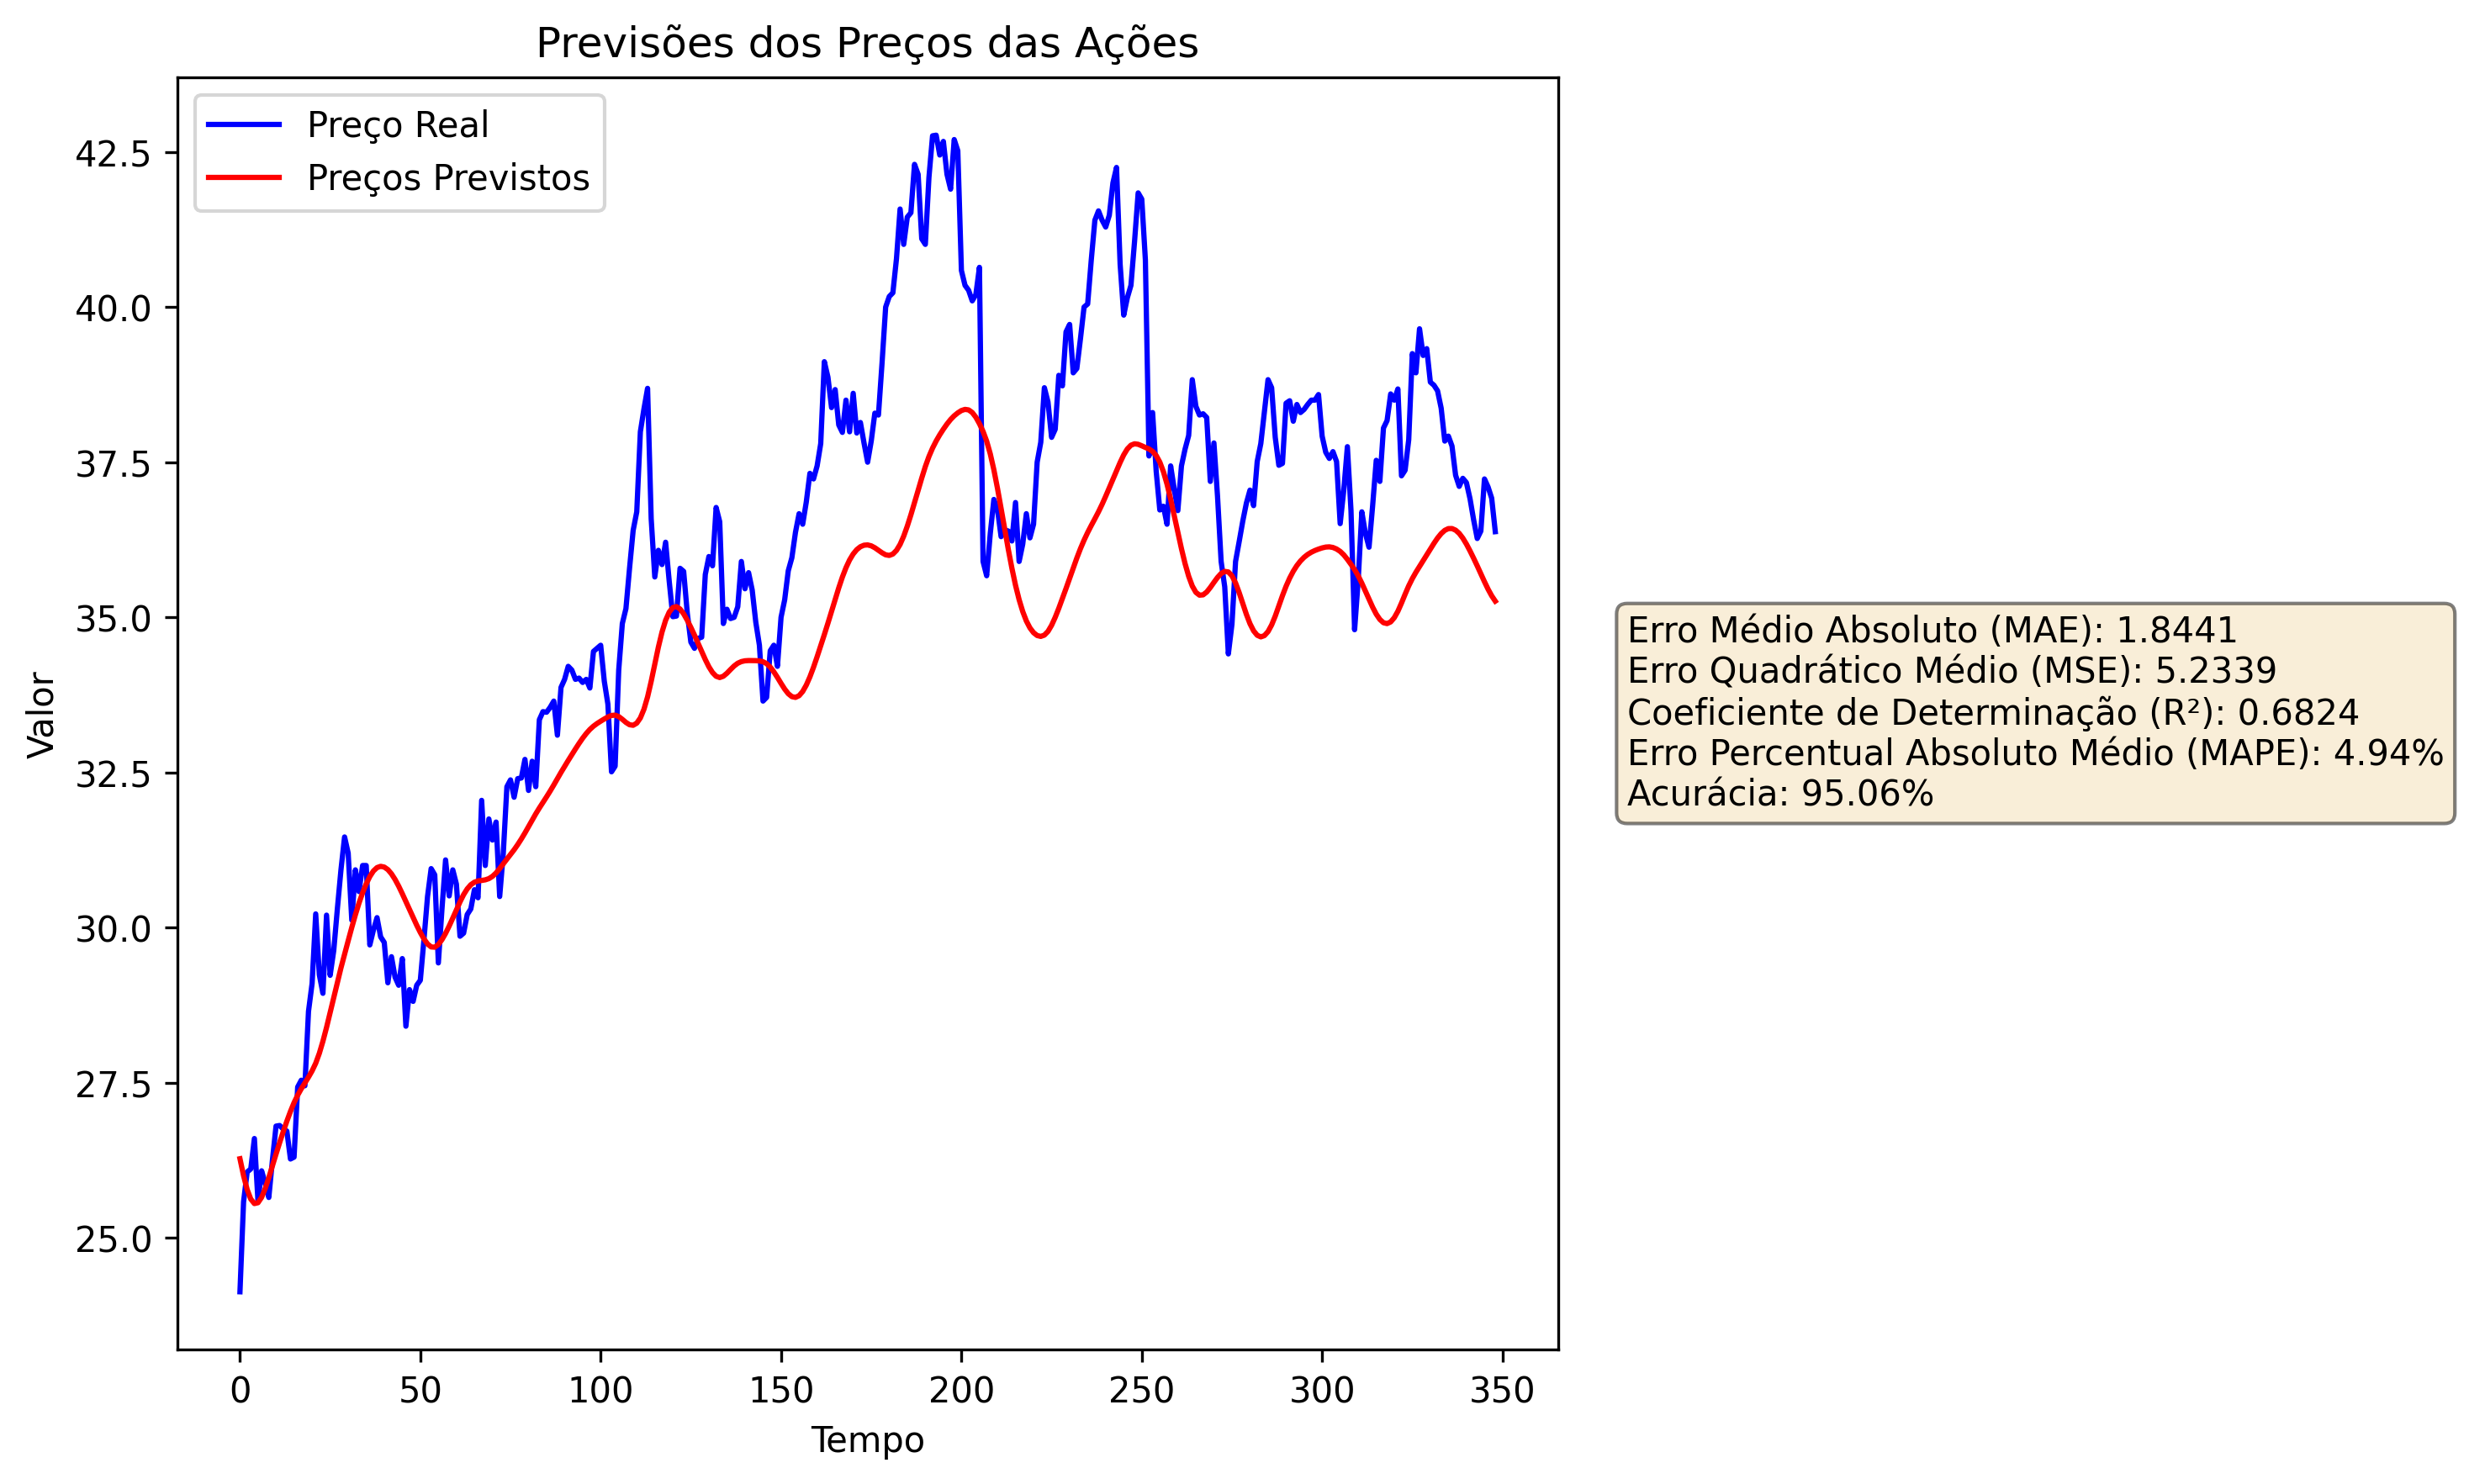 Previsões dos Preços das Ações
Preço Real
Preços Previstos
42.5
40.0
37.5
35.0
32.5
30.0
27.5
25.0
Valor
0 50 100 150 200 250 300 350
Tempo
Erro Médio Absoluto (MAE): 1.8441
Erro Quadrático Médio (MSE): 5.2339
Coeficiente de Determinação (R²): 0.6824
Erro Percentual Absoluto Médio (MAPE): 4.94%
Acurácia: 95.06%